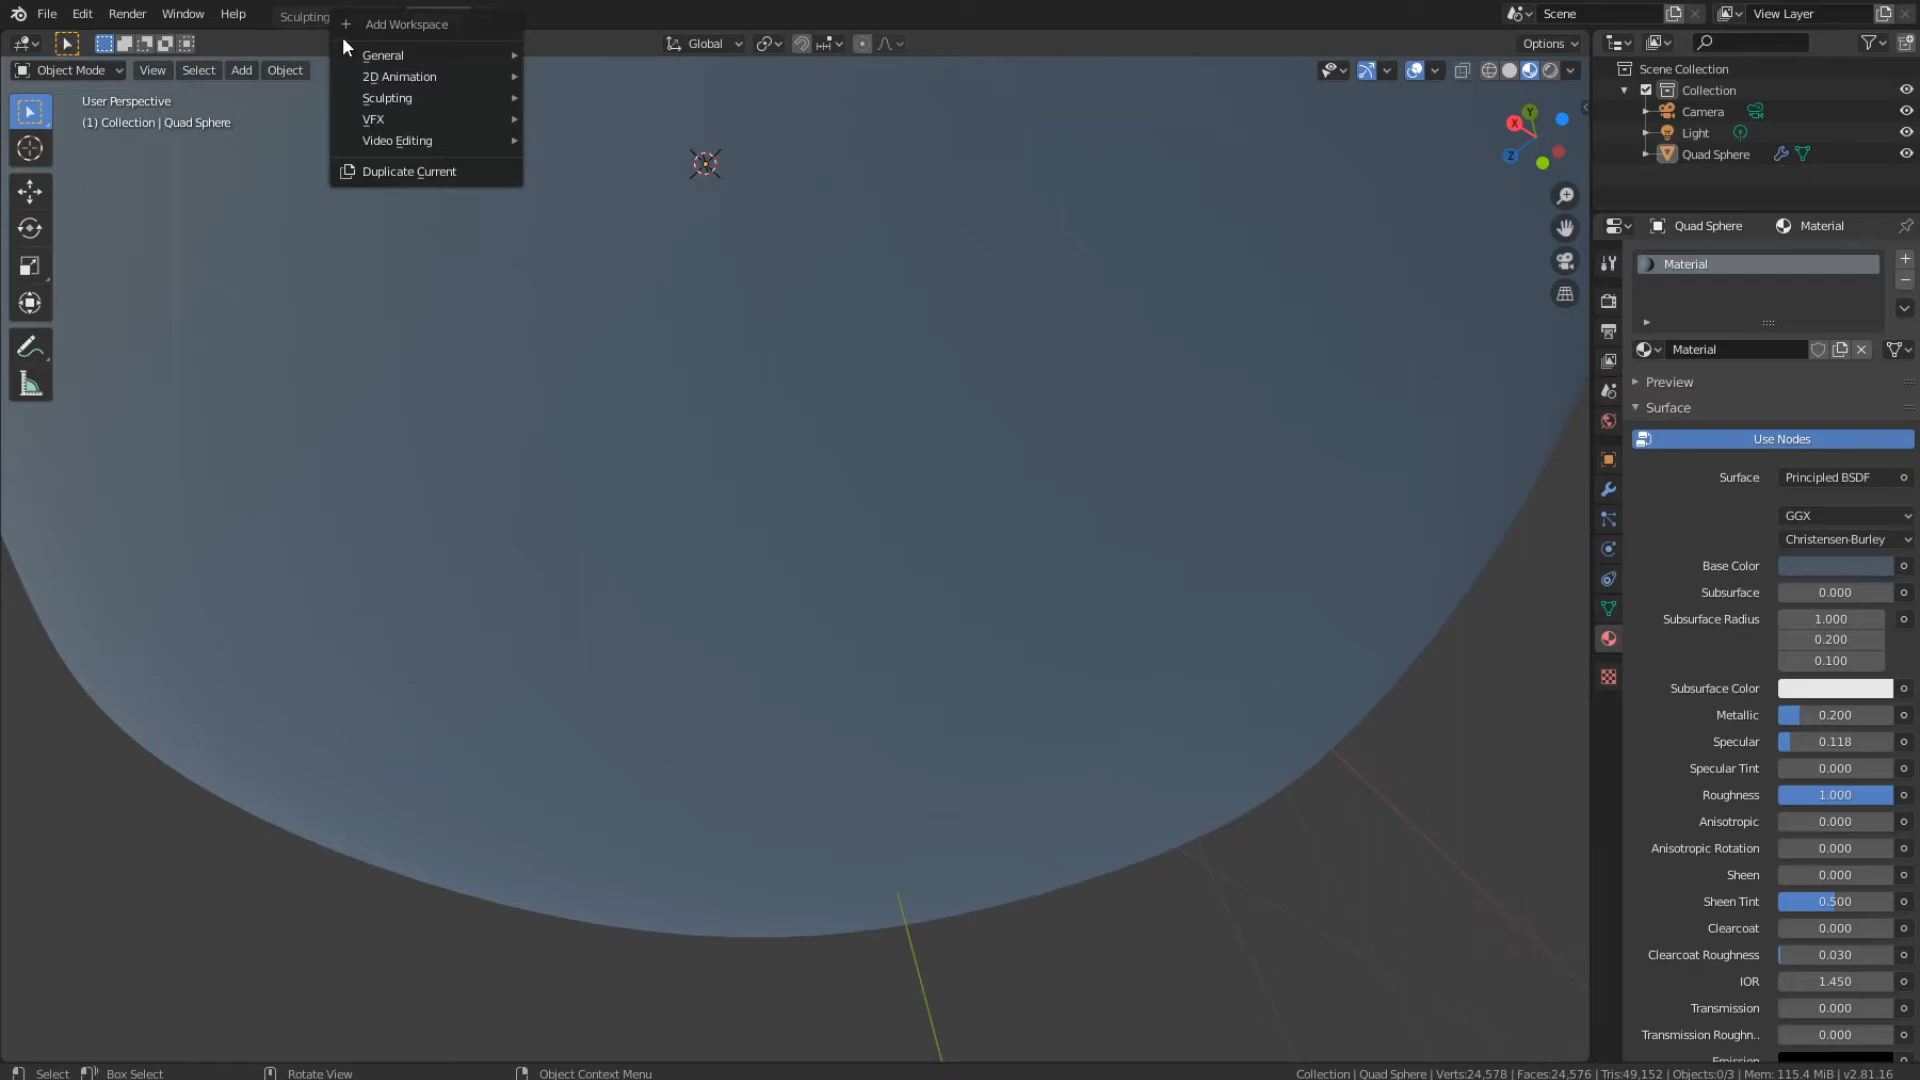 File Edit Render Window Help Sculpting
Scene View Layer
+ Add Workspace
General
2D Animation
Sculpting
VFX
Video Editing
Duplicate Current
Global
Options
Object Mode View Select Add Object
User Perspective
(1) Collection | Quad Sphere
X
Y
Z
Scene Collection
Collection
Camera
Light
Quad Sphere
Quad Sphere Material
Material
Material
Preview
Surface
Use Nodes
Surface Principled BSDF
GGX
Christensen-Burley
Base Color
Subsurface 0.000
Subsurface Radius 1.000
0.200
0.100
Subsurface Color
Metallic 0.200
Specular 0.118
Specular Tint 0.000
Roughness 1.000
Anisotropic 0.000
Anisotropic Rotation 0.000
Sheen 0.000
Sheen Tint 0.500
Clearcoat 0.000
Clearcoat Roughness 0.030
IOR 1.450
Transmission 0.000
Transmission Roughn.. 0.000
Emission
Select Box Select Rotate View Object Context Menu
Collection | Quad Sphere | Verts:24,578 | Faces:24,576 | Tris:49,152 | Objects:0/3 | Mem: 115.4 MiB | v2.81.16